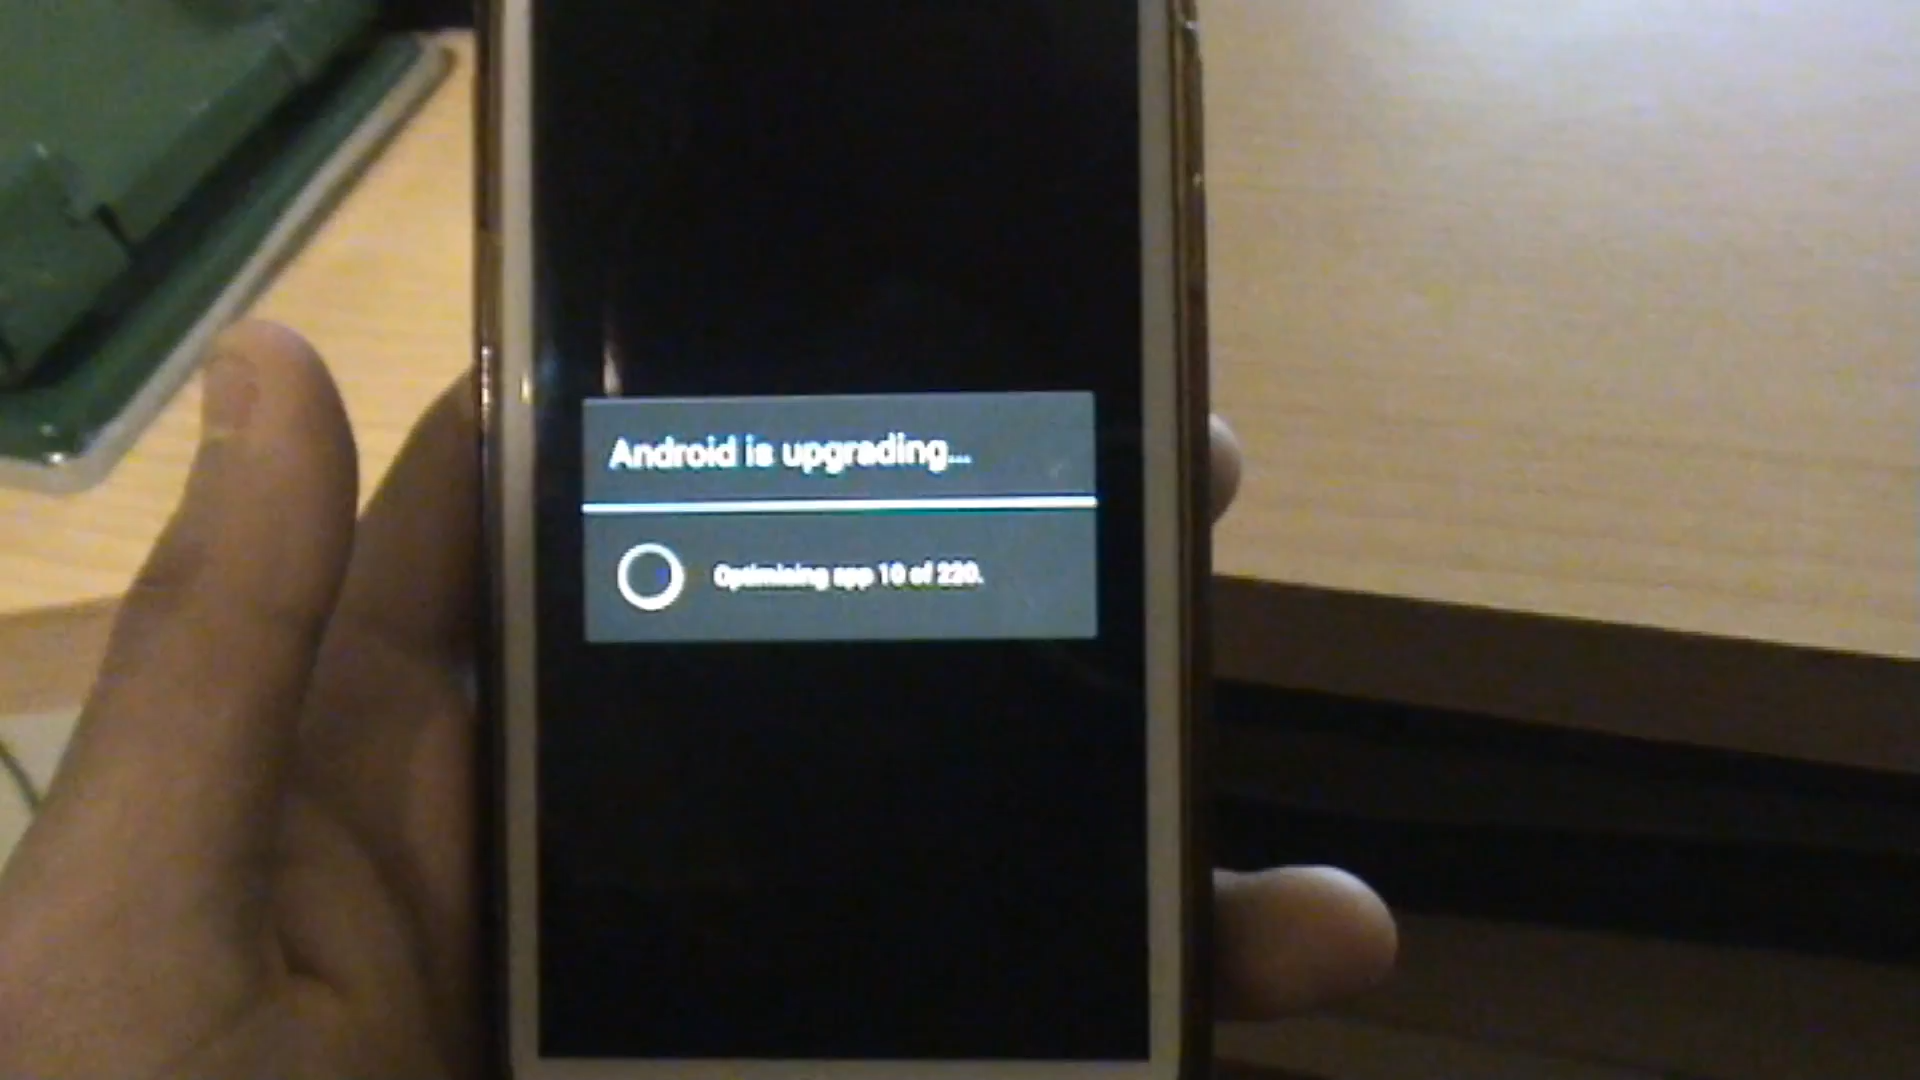 Android is upgrading...
Optimising app 10 of 220.